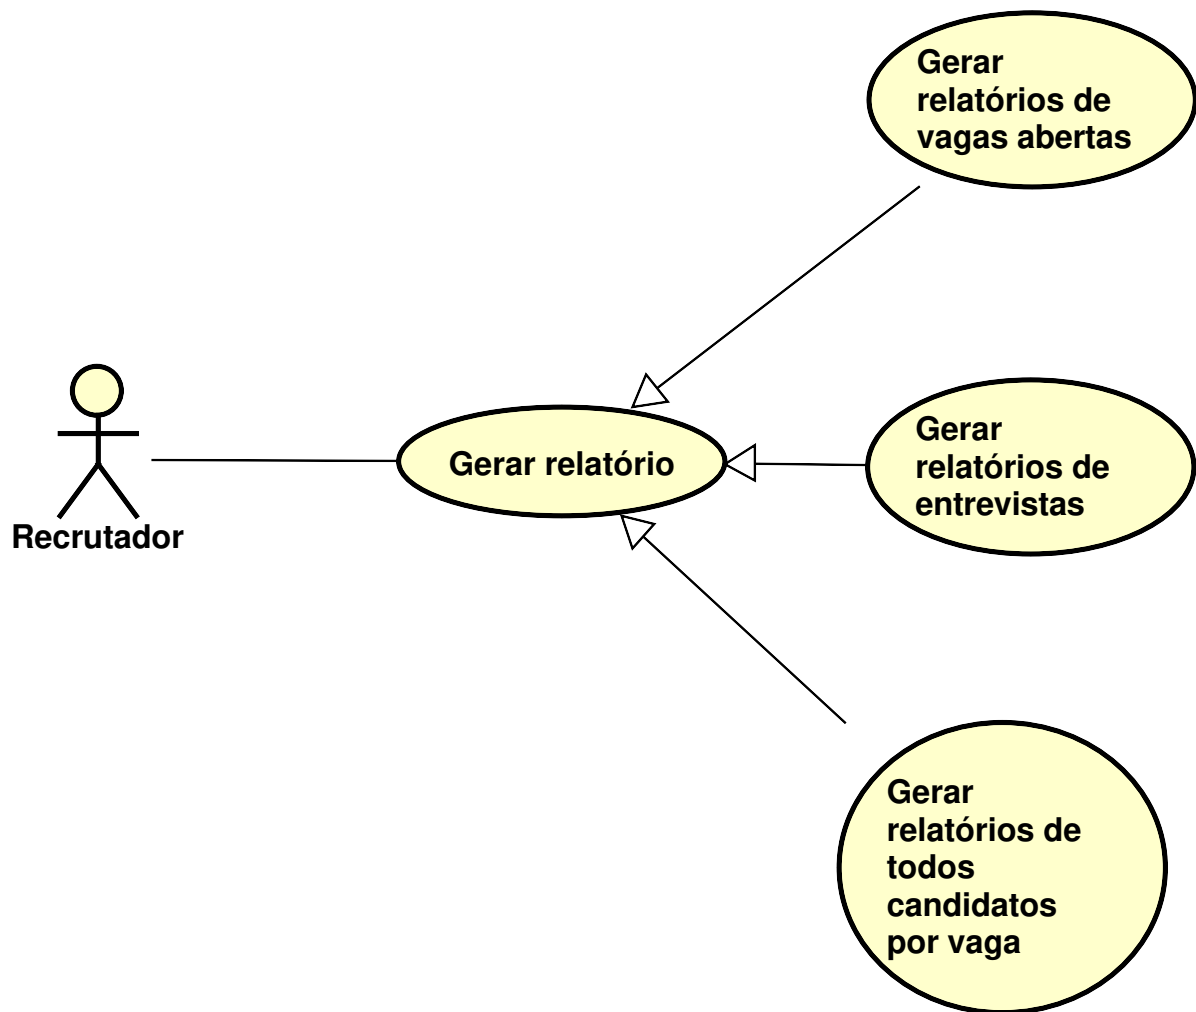 Gerar
relatórios de
vagas abertas
Gerar
relatórios de
entrevistas
Gerar relatório
Recrutador
Gerar
relatórios de
todos
candidatos
por vaga